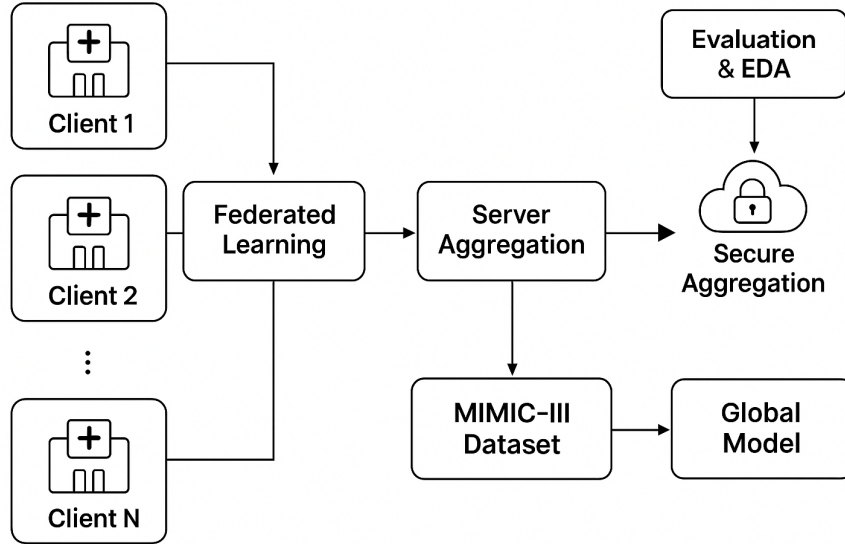 Client 1
Client 2
⋮
Client N
Federated
Learning
Server
Aggregation
Evaluation
& EDA
Secure
Aggregation
MIMIC-III
Dataset
Global
Model